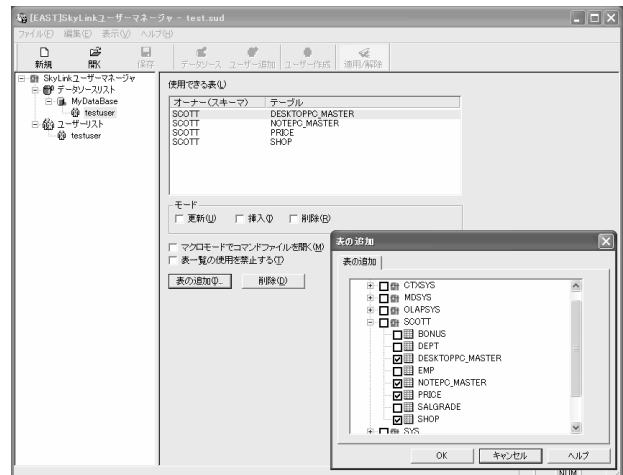 [EAST]SkyLinkユーザーマネージャ - test.sud
ファイル(F) 編集(E) 表示(V) ヘルプ(H)
新規 開く 保存 データソース ユーザー追加 ユーザー作成 適用/解除
SkyLinkユーザーマネージャ
データソースリスト
MyDataBase
testuser
ユーザーリスト
testuser
使用できる表(L)
オーナー(スキーマ) テーブル
SCOTT DESKTOPPC_MASTER
SCOTT NOTEPC_MASTER
SCOTT PRICE
SCOTT SHOP
モード
更新(U) 挿入(I) 削除(R)
マクロモードでコマンドファイルを開く(M)
表一覧の使用を禁止する(T)
表の追加(I)... 削除(D)
表の追加
表の追加
CTXSYS
MDSYS
OLAPSYS
SCOTT
BONUS
DEPT
DESKTOPPC_MASTER
EMP
NOTEPC_MASTER
PRICE
SALGRADE
SHOP
SYS
OK キャンセル ヘルプ
NUM